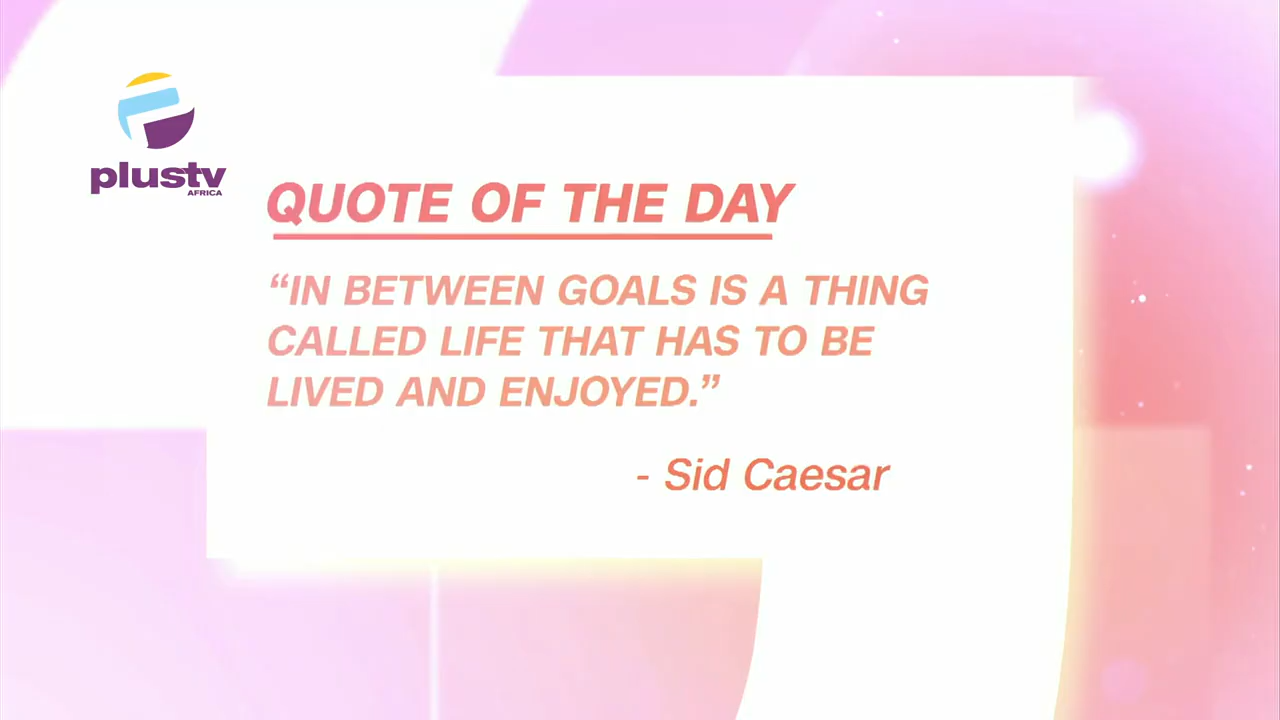 plustv
AFRICA
QUOTE OF THE DAY
“IN BETWEEN GOALS IS A THING
CALLED LIFE THAT HAS TO BE
LIVED AND ENJOYED.”
- Sid Caesar